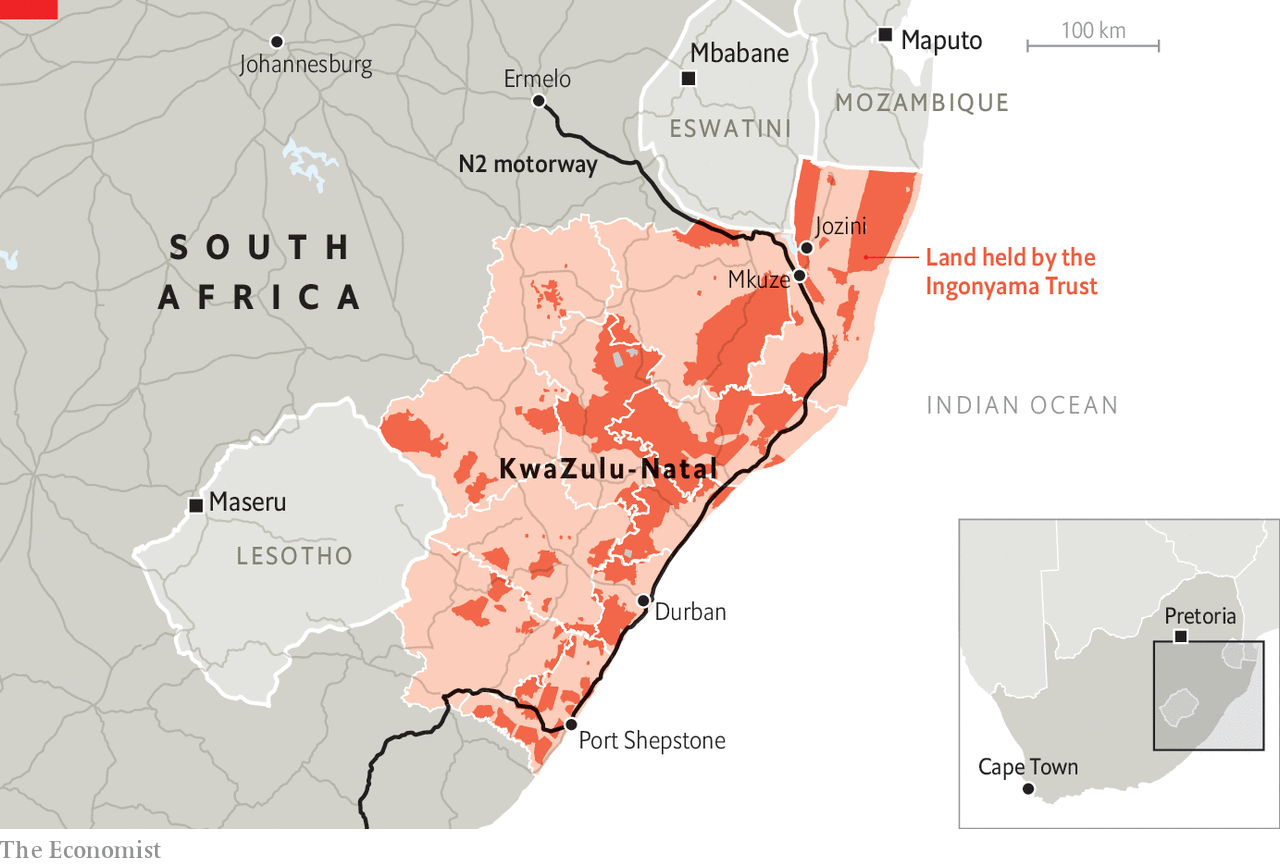 Johannesburg
Ermelo
Mbabane
Maputo
100 km
ESWATINI
MOZAMBIQUE
N2 motorway
SOUTH
AFRICA
Jozini
Mkuze
Land held by the
Ingonyama Trust
INDIAN OCEAN
KwaZulu-Natal
Maseru
LESOTHO
Durban
Port Shepstone
Pretoria
Cape Town
The Economist